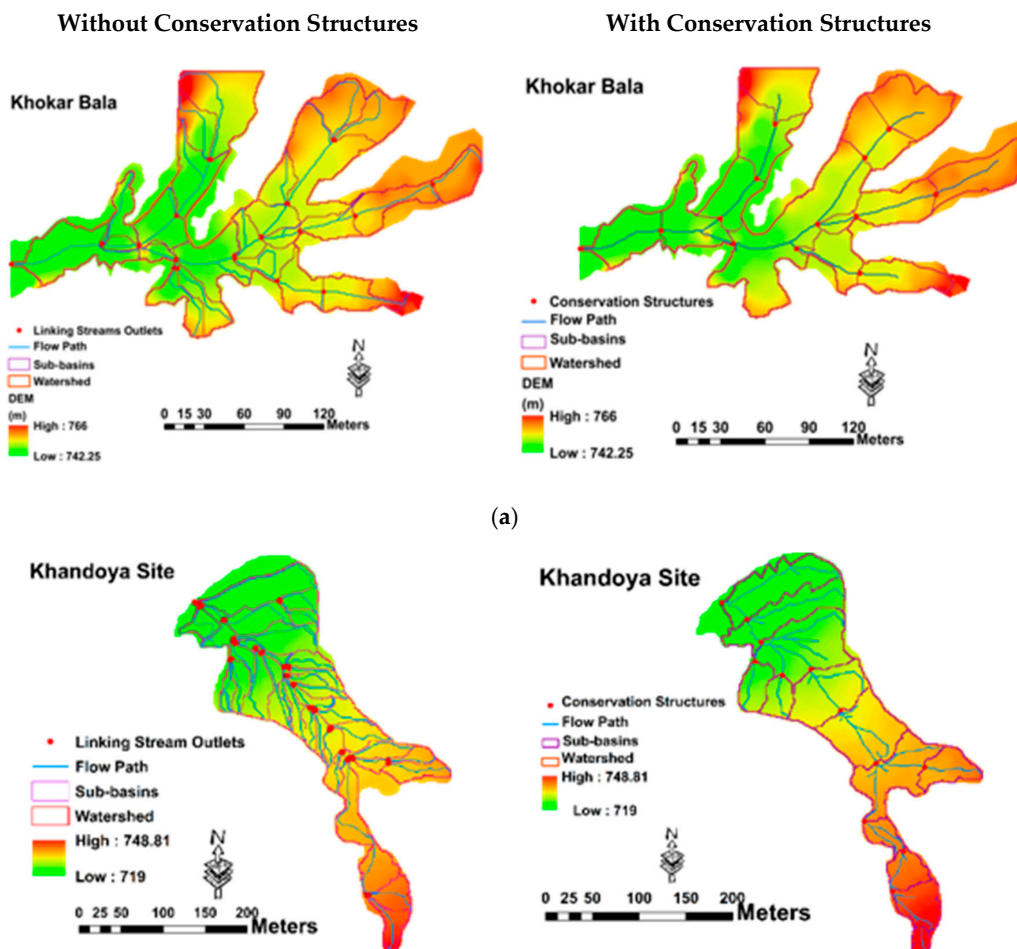 Without Conservation Structures
With Conservation Structures
Khokar Bala
Linking Streams Outlets
Flow Path
Sub-basins
Watershed
DEM
(m)
High : 766
Low : 742.25
N
0 15 30 60 90 120
Meters
Khokar Bala
Conservation Structures
Flow Path
Sub-basins
Watershed
DEM
(m)
High : 766
Low : 742.25
N
0 15 30 60 90 120
Meters
(a)
Khandoya Site
Linking Stream Outlets
Flow Path
Sub-basins
Watershed
High : 748.81
Low : 719
N
0 25 50 100 150 200
Meters
Khandoya Site
Conservation Structures
Flow Path
Sub-basins
Watershed
High : 748.81
Low : 719
N
0 25 50 100 150 200
Meters